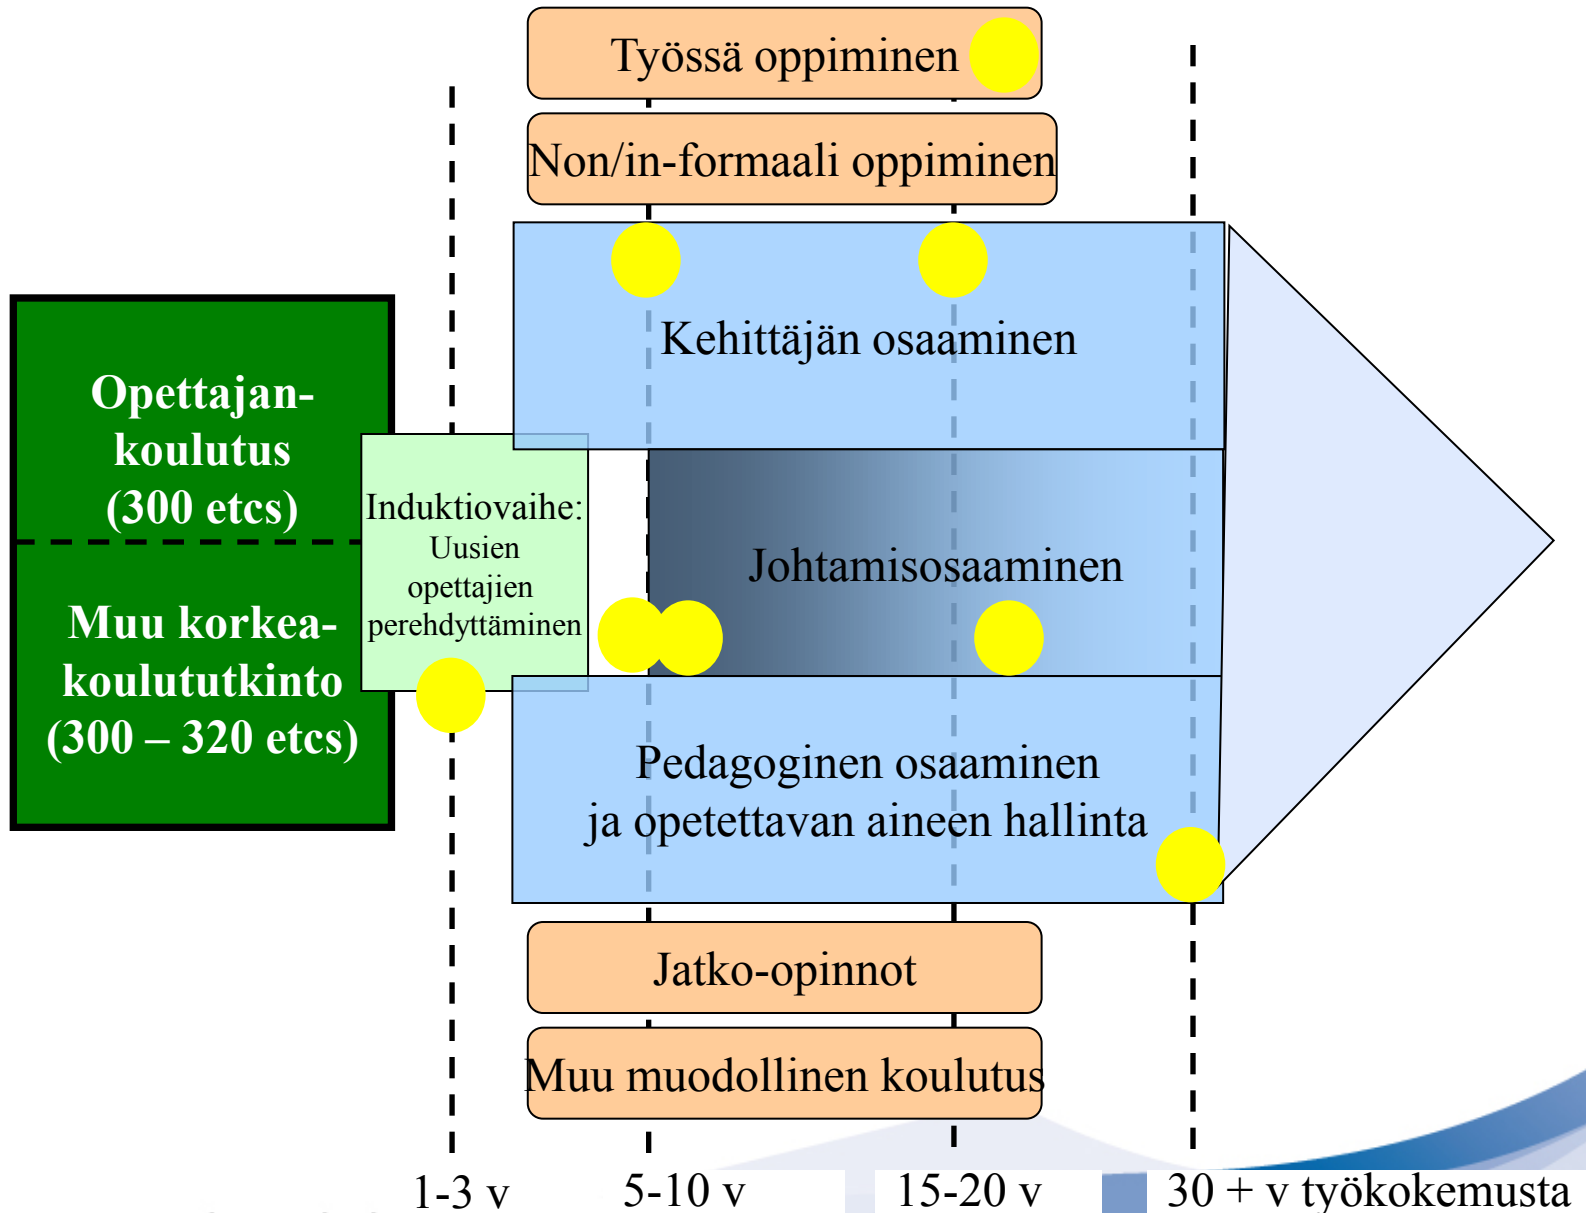 Työssä oppiminen
Non/in-formaali oppiminen
Kehittäjän osaaminen
Opettajan-
koulutus
(300 etcs)
Muu korkea-
koulututkinto
(300 – 320 etcs)
Induktiovaihe:
Uusien
opettajien
perehdyttäminen
Johtamisosaaminen
Pedagoginen osaaminen
ja opetettavan aineen hallinta
Jatko-opinnot
Muu muodollinen koulutus
1-3 v
5-10 v
15-20 v
30 + v työkokemusta